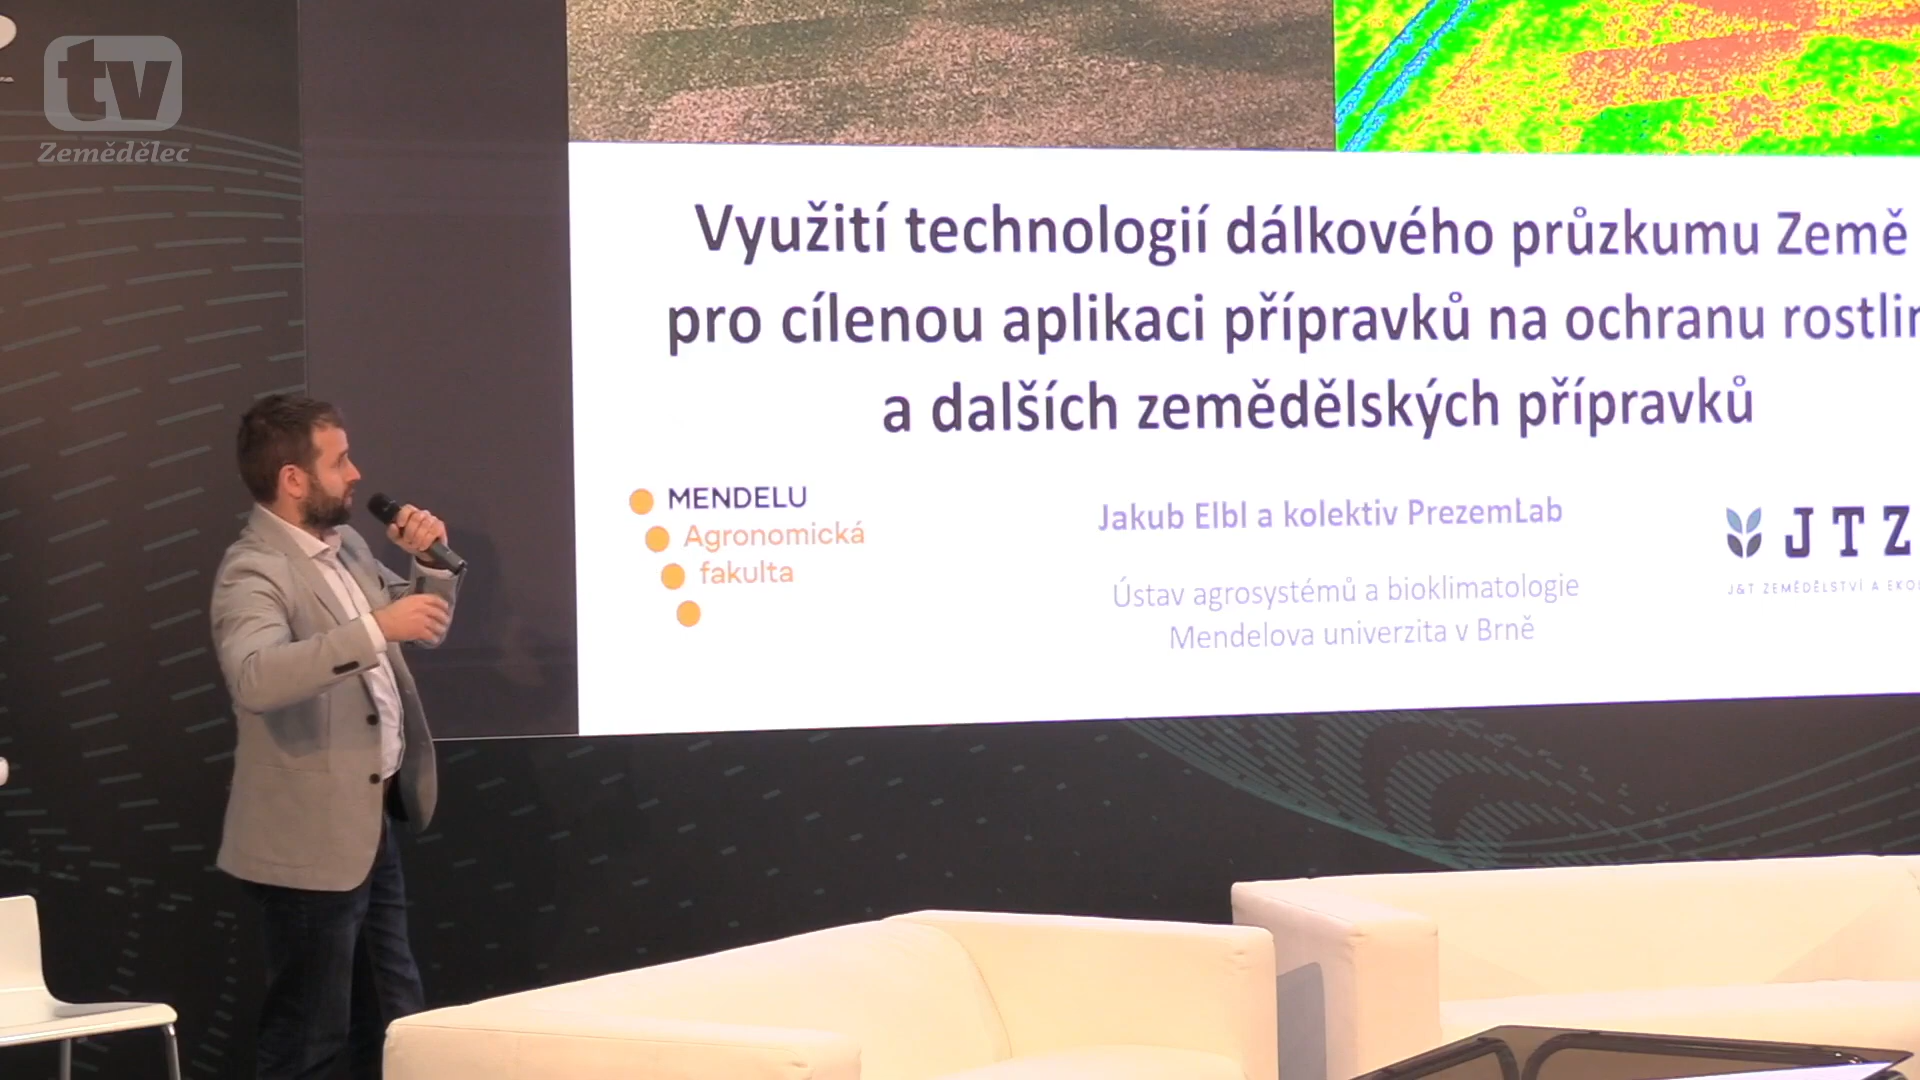 tv
Zemědělec
Využití technologií dálkového průzkumu Země
pro cílenou aplikaci přípravků na ochranu rostlin
a dalších zemědělských přípravků
MENDELU
Agronomická
fakulta
Jakub Elbl a kolektiv PrezemLab
Ústav agrosystémů a bioklimatologie
Mendelova univerzita v Brně
JTZ
J&T ZEMĚDĚLSTVÍ A